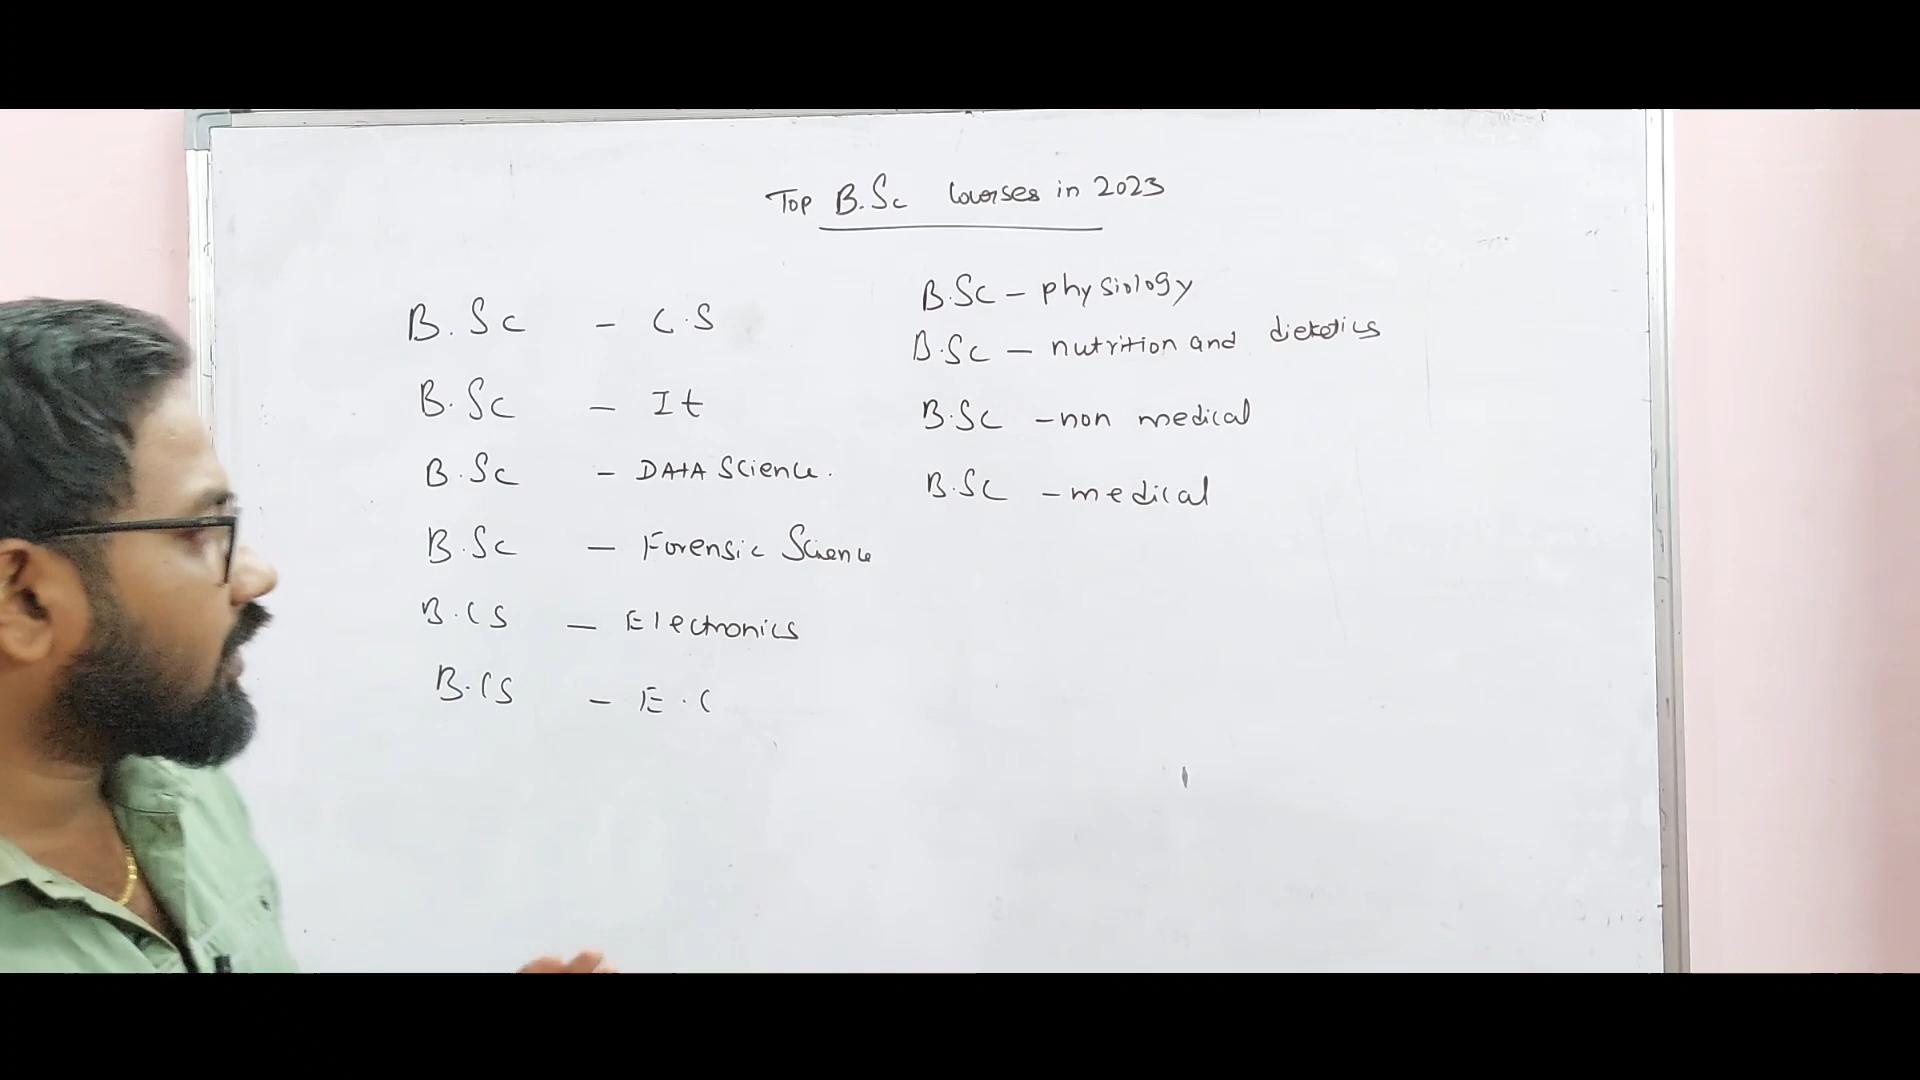 Top B.Sc Courses in 2023
B.Sc - C.S
B.Sc - It
B.Sc - DATA Science.
B.Sc - Forensic Science
B.CS - Electronics
B.CS - E.C
B.Sc - physiology
B.Sc - nutrition and dietetics
B.Sc - non medical
B.Sc - medical